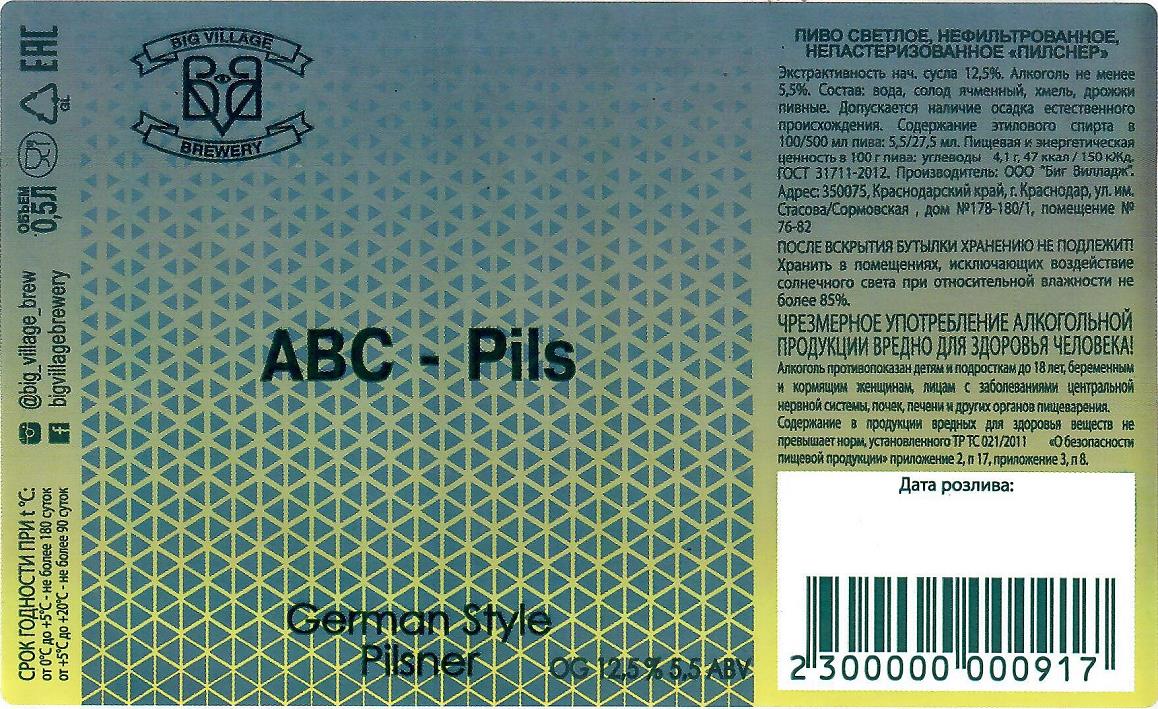 BIG VILLAGE
BREWERY
ABC - Pils
German Style
Pilsner
OG 12,5% 5,5 ABV
EAC
GL
ОБЪЕМ
0,5Л
@big_village_brew
bigvillagebrewery
СРОК ГОДНОСТИ ПРИ t °C:
от 0°C до +5°C - не более 180 суток
от +5°C до +20°C - не более 90 суток
ПИВО СВЕТЛОЕ, НЕФИЛЬТРОВАННОЕ,
НЕПАСТЕРИЗОВАННОЕ «ПИЛСНЕР»
Экстрактивность нач. сусла 12,5%. Алкоголь не менее
5,5%. Состав: вода, солод ячменный, хмель, дрожжи
пивные. Допускается наличие осадка естественного
происхождения. Содержание этилового спирта в
100/500 мл пива: 5,5/27,5 мл. Пищевая и энергетическая
ценность в 100 г пива: углеводы 4,1 г, 47 ккал / 150 кЖд.
ГОСТ 31711-2012. Производитель: ООО "Биг Вилладж".
Адрес: 350075, Краснодарский край, г. Краснодар, ул. им.
Стасова/Сормовская , дом №178-180/1, помещение №
76-82
ПОСЛЕ ВСКРЫТИЯ БУТЫЛКИ ХРАНЕНИЮ НЕ ПОДЛЕЖИТ!
Хранить в помещениях, исключающих воздействие
солнечного света при относительной влажности не
более 85%.
ЧРЕЗМЕРНОЕ УПОТРЕБЛЕНИЕ АЛКОГОЛЬНОЙ
ПРОДУКЦИИ ВРЕДНО ДЛЯ ЗДОРОВЬЯ ЧЕЛОВЕКА!
Алкоголь противопоказан детям и подросткам до 18 лет, беременным
и кормящим женщинам, лицам с заболеваниями центральной
нервной системы, почек, печени и других органов пищеварения.
Содержание в продукции вредных для здоровья веществ не
превышает норм, установленного ТР ТС 021/2011 «О безопасности
пищевой продукции» приложение 2, п 17, приложение 3, п 8.
Дата розлива:
2 300000 000917